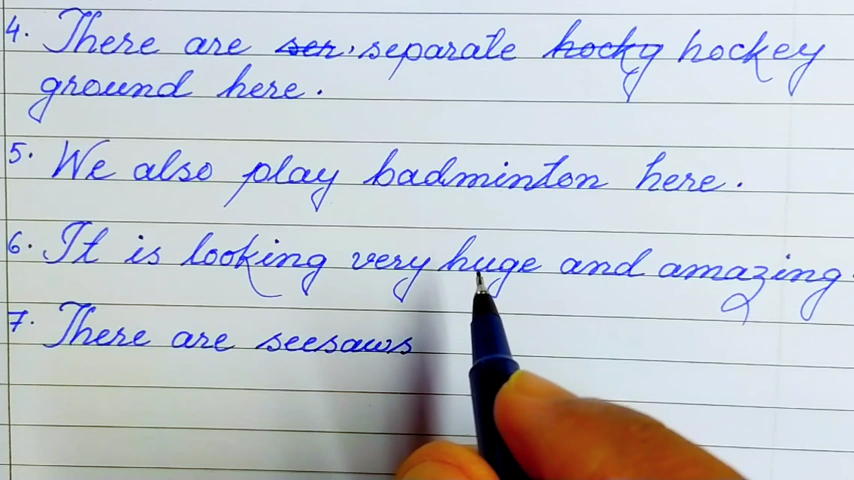 4. There are ser. separate hocky hockey
ground here.
5. We also play badminton here.
6. It is looking very huge and amazing.
7. There are seesaws